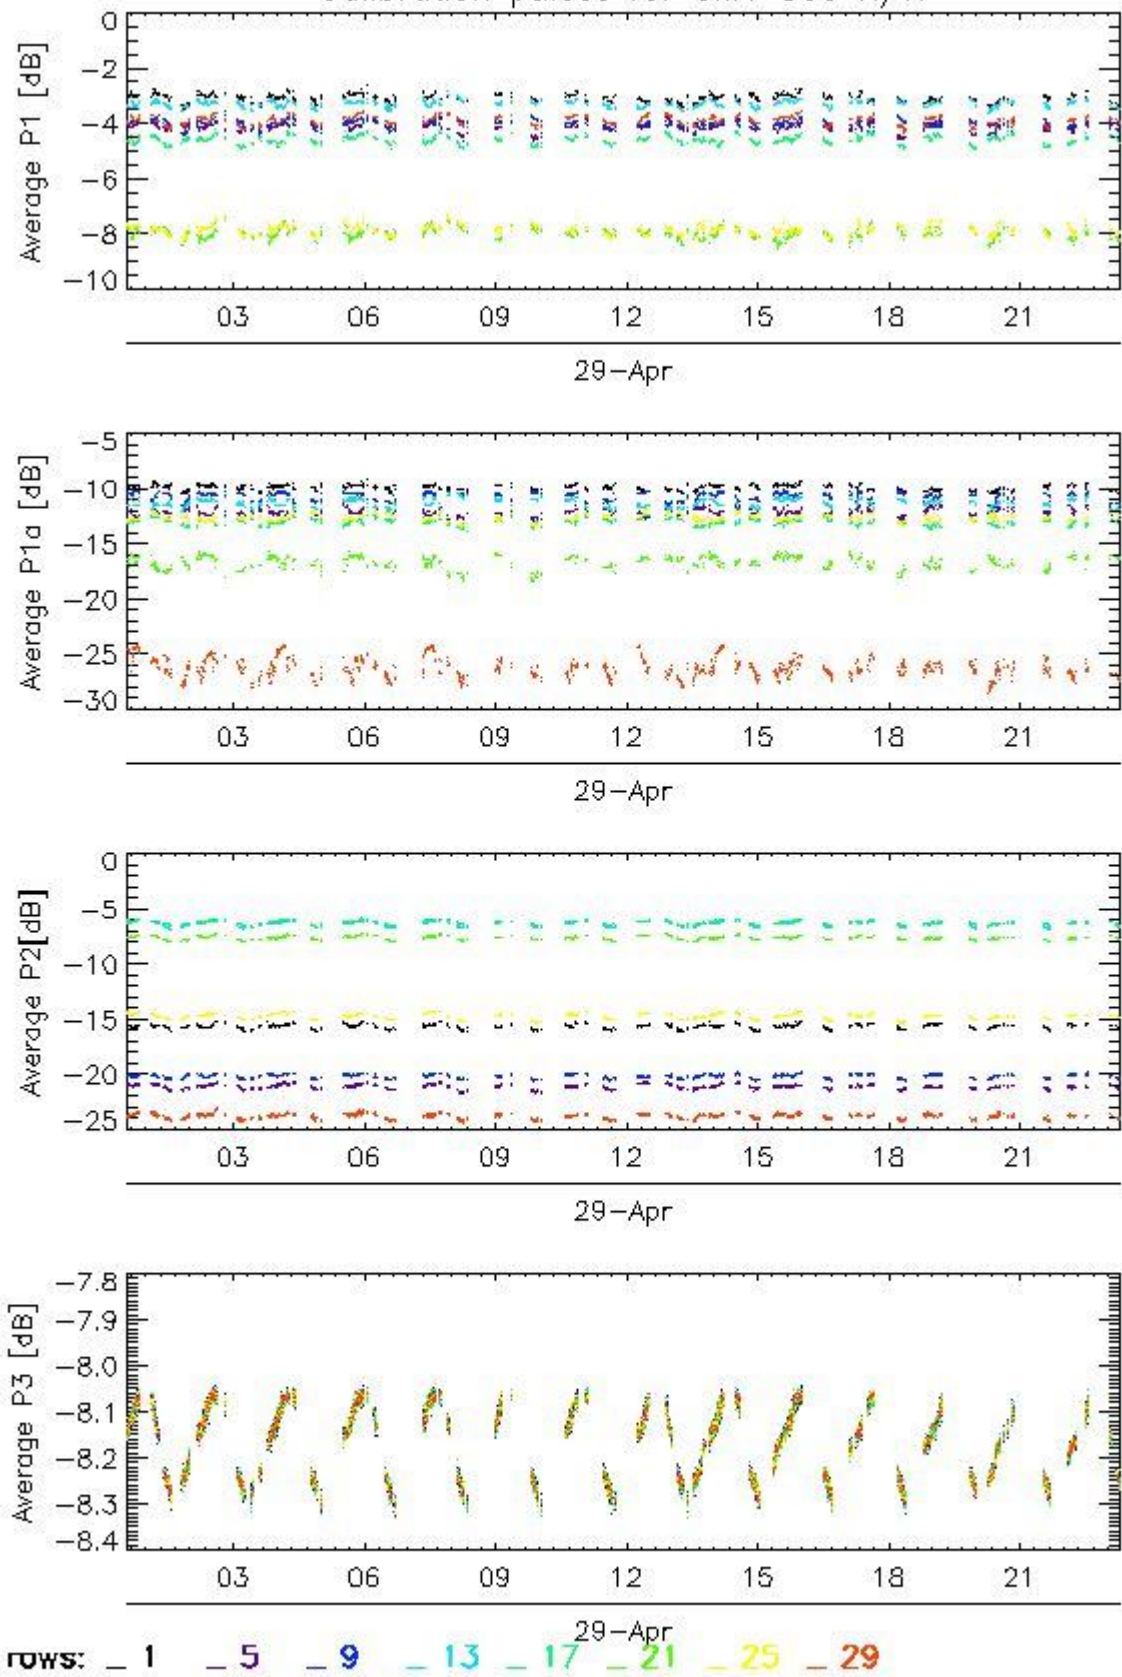 0
-2
-4
-6
-8
-10
Average P1 [dB]
03 06 09 12 15 18 21
29-Apr
-5
-10
-15
-20
-25
-30
Average P1a [dB]
03 06 09 12 15 18 21
29-Apr
0
-5
-10
-15
-20
-25
Average P2[dB]
03 06 09 12 15 18 21
29-Apr
-7.8
-7.9
-8.0
-8.1
-8.2
-8.3
-8.4
Average P3 [dB]
03 06 09 12 15 18 21
29-Apr
rows: _ 1 _ 5 _ 9 _ 13 _ 17 _ 21 _ 25 _ 29